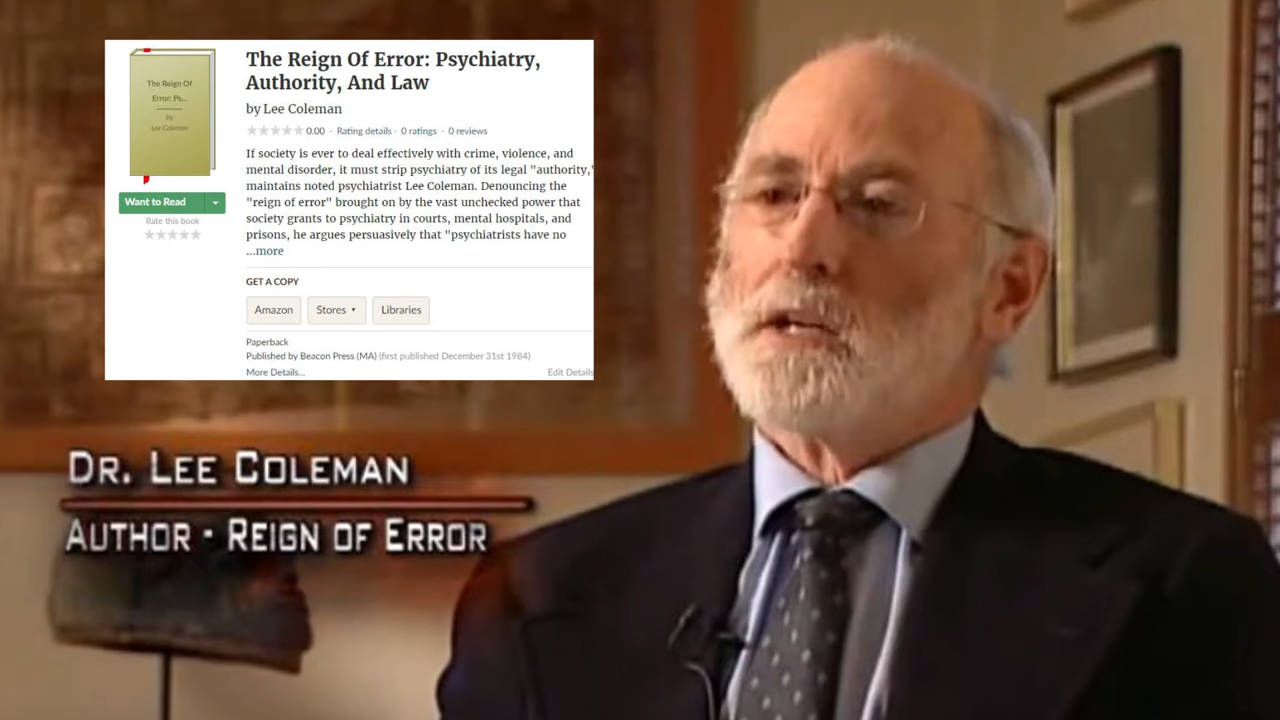 The Reign Of
Error: Ps...
by
Lee Coleman
Want to Read
Rate this book
The Reign Of Error: Psychiatry,
Authority, And Law
by Lee Coleman
0.00 · Rating details · 0 ratings · 0 reviews
If society is ever to deal effectively with crime, violence, and
mental disorder, it must strip psychiatry of its legal "authority,"
maintains noted psychiatrist Lee Coleman. Denouncing the
"reign of error" brought on by the vast unchecked power that
society grants to psychiatry in courts, mental hospitals, and
prisons, he argues persuasively that "psychiatrists have no
...more
GET A COPY
Amazon
Stores ▾
Libraries
Paperback
Published by Beacon Press (MA) (first published December 31st 1984)
More Details...
Edit Details
DR. LEE COLEMAN
AUTHOR · REIGN OF ERROR